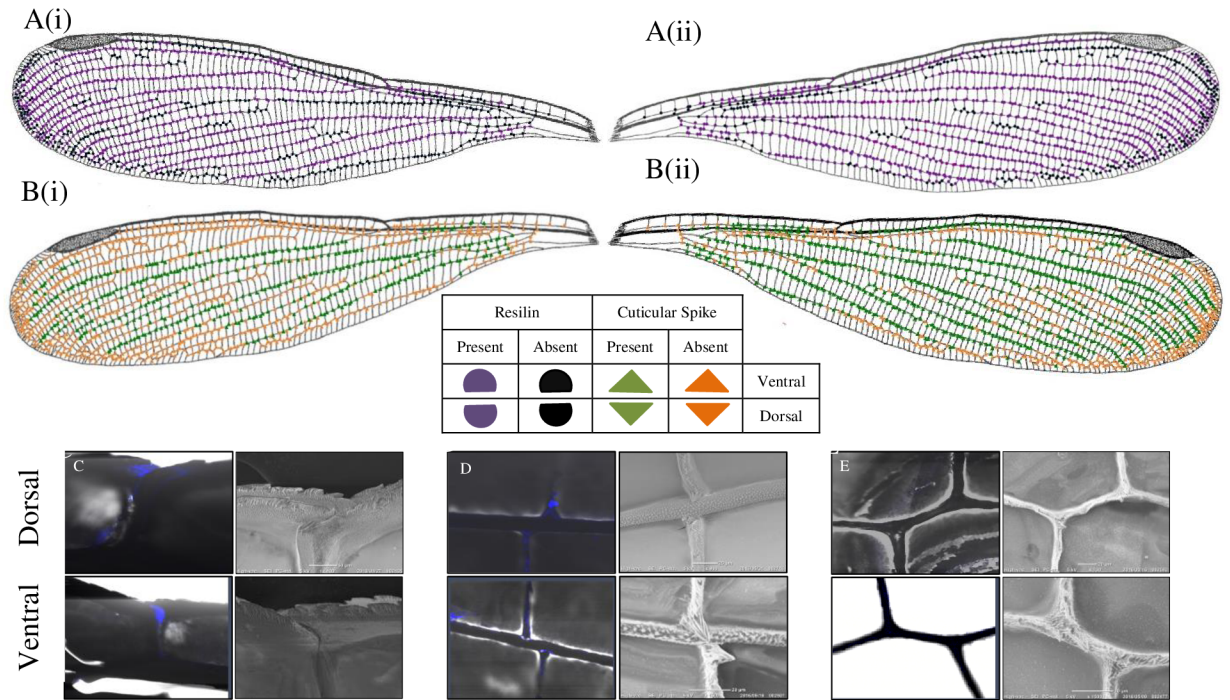 A(i)
A(ii)
B(i)
B(ii)
Resilin Cuticular Spike
Present Absent Present Absent
Ventral
Dorsal
Dorsal
C
D
E
Ventral